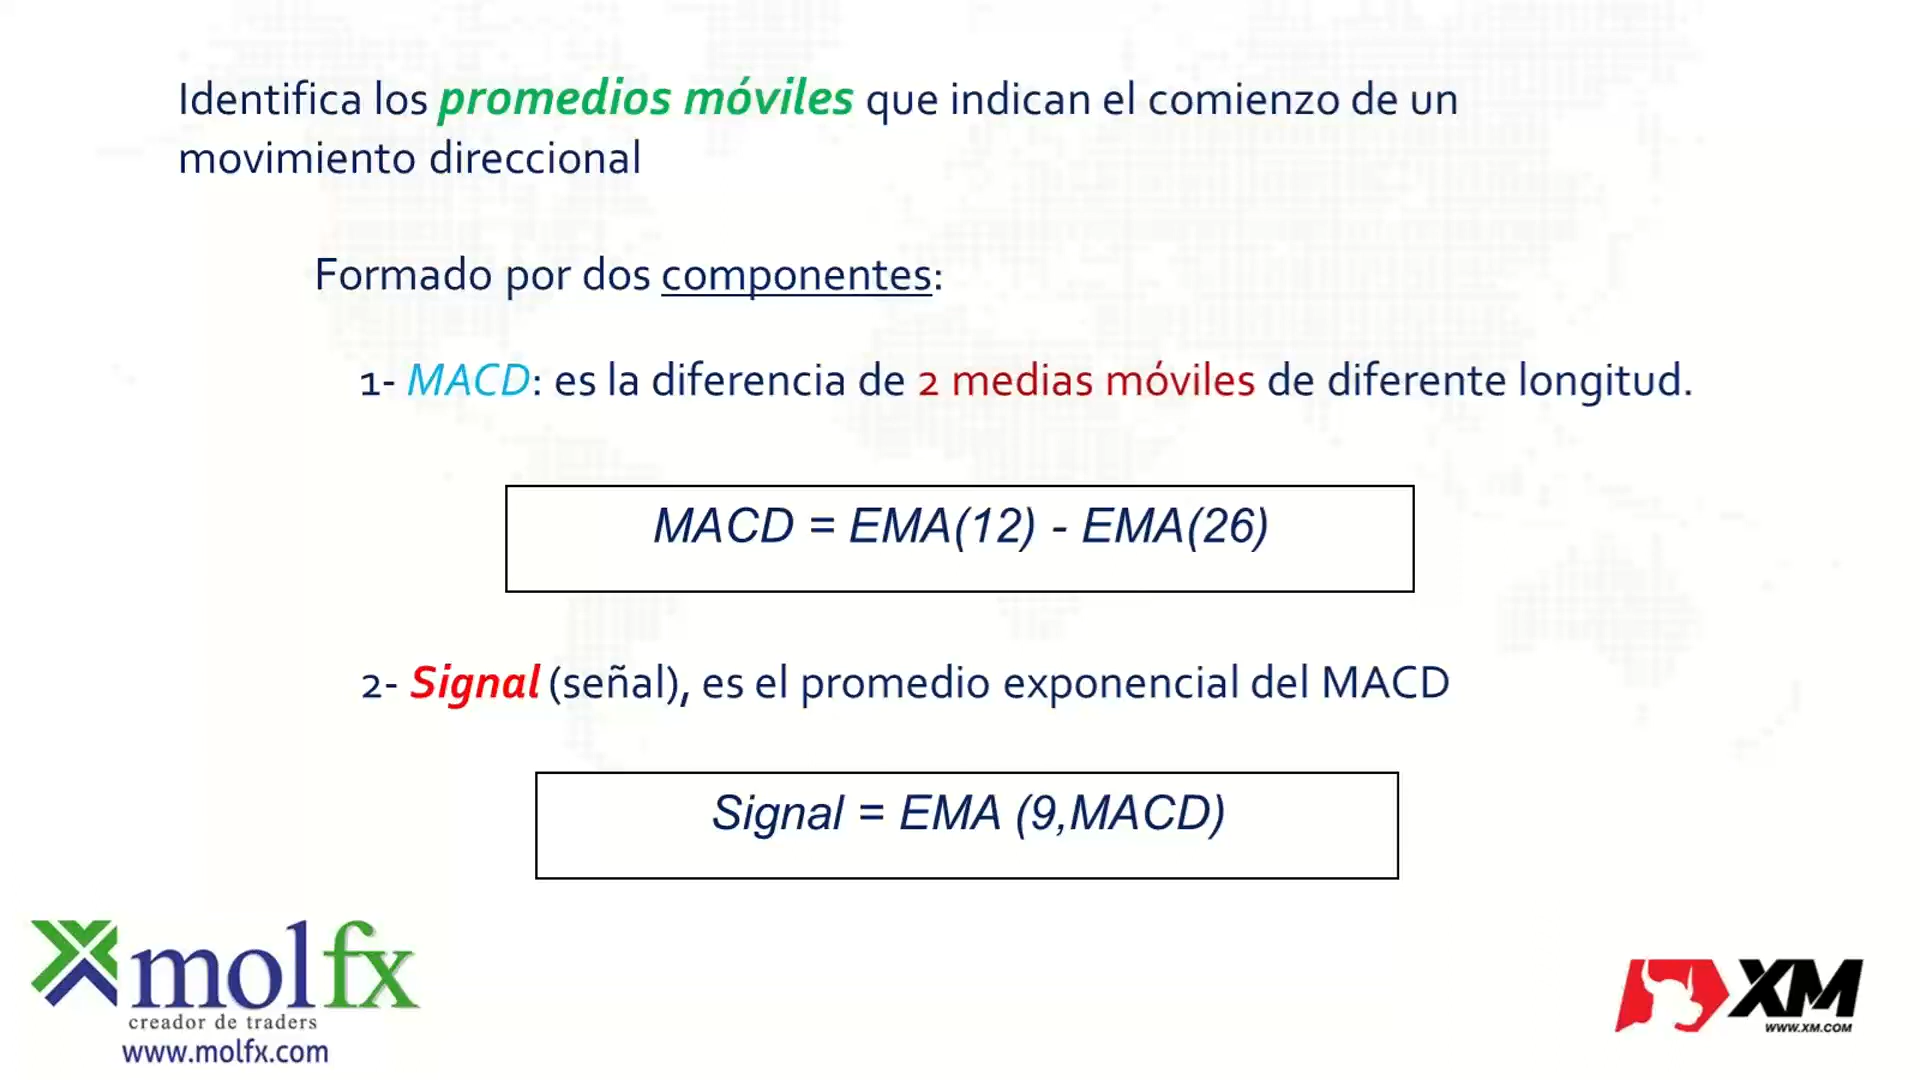 Identifica los promedios móviles que indican el comienzo de un
movimiento direccional
Formado por dos componentes:
1- MACD: es la diferencia de 2 medias móviles de diferente longitud.
MACD = EMA(12) - EMA(26)
2- Signal (señal), es el promedio exponencial del MACD
Signal = EMA (9,MACD)
molfx
creador de traders
www.molfx.com
XM
WWW.XM.COM